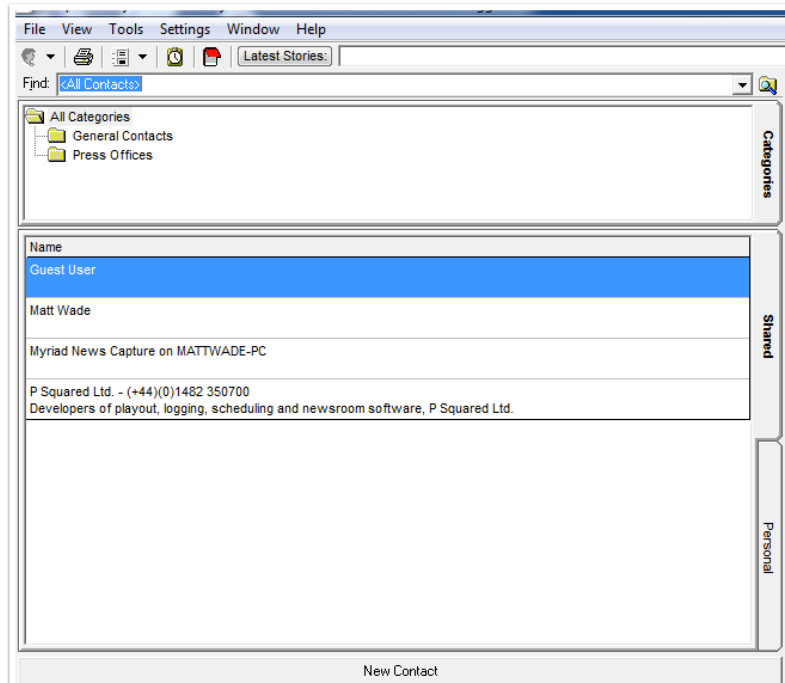 File View Tools Settings Window Help
Latest Stories:
Find: <All Contacts>
All Categories
General Contacts
Press Offices
Categories
Name
Guest User
Matt Wade
Myriad News Capture on MATTWADE-PC
P Squared Ltd. - (+44)(0)1482 350700
Developers of playout, logging, scheduling and newsroom software, P Squared Ltd.
Shared
Personal
New Contact